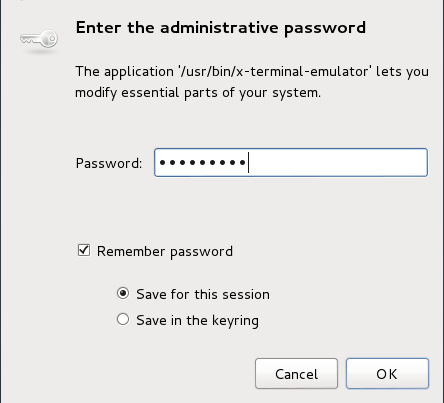 Enter the administrative password
The application '/usr/bin/x-terminal-emulator' lets you
modify essential parts of your system.
Password: •••••••••
Remember password
Save for this session
Save in the keyring
Cancel OK